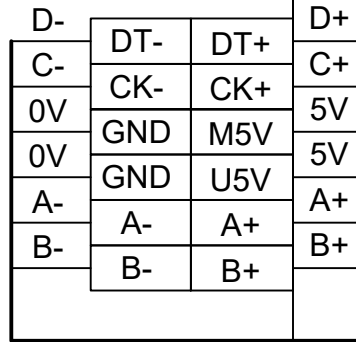 D- D+
DT- DT+
C- C+
CK- CK+
0V 5V
GND M5V
0V 5V
GND U5V
A- A+
A- A+
B- B+
B- B+